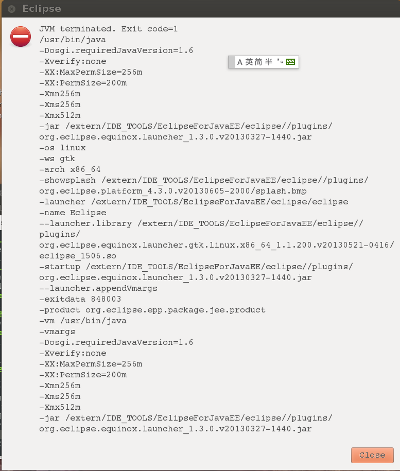 Eclipse
JVM terminated. Exit code=1
/usr/bin/java
-Dosgi.requiredJavaVersion=1.6
-Xverify:none
-XX:MaxPermSize=256m
-XX:PermSize=200m
-Xmn256m
-Xms256m
-Xmx512m
-jar /extern/IDE_TOOLS/EclipseForJavaEE/eclipse//plugins/
org.eclipse.equinox.launcher_1.3.0.v20130327-1440.jar
-os linux
-ws gtk
-arch x86_64
-showsplash /extern/IDE_TOOLS/EclipseForJavaEE/eclipse//plugins/
org.eclipse.platform_4.3.0.v20130605-2000/splash.bmp
-launcher /extern/IDE_TOOLS/EclipseForJavaEE/eclipse/eclipse
-name Eclipse
--launcher.library /extern/IDE_TOOLS/EclipseForJavaEE/eclipse//
plugins/
org.eclipse.equinox.launcher.gtk.linux.x86_64_1.1.200.v20130521-0416/
eclipse_1506.so
-startup /extern/IDE_TOOLS/EclipseForJavaEE/eclipse//plugins/
org.eclipse.equinox.launcher_1.3.0.v20130327-1440.jar
--launcher.appendVmargs
-exitdata 848003
-product org.eclipse.epp.package.jee.product
-vm /usr/bin/java
-vmargs
-Dosgi.requiredJavaVersion=1.6
-Xverify:none
-XX:MaxPermSize=256m
-XX:PermSize=200m
-Xmn256m
-Xms256m
-Xmx512m
-jar /extern/IDE_TOOLS/EclipseForJavaEE/eclipse//plugins/
org.eclipse.equinox.launcher_1.3.0.v20130327-1440.jar
A 英简半
Close